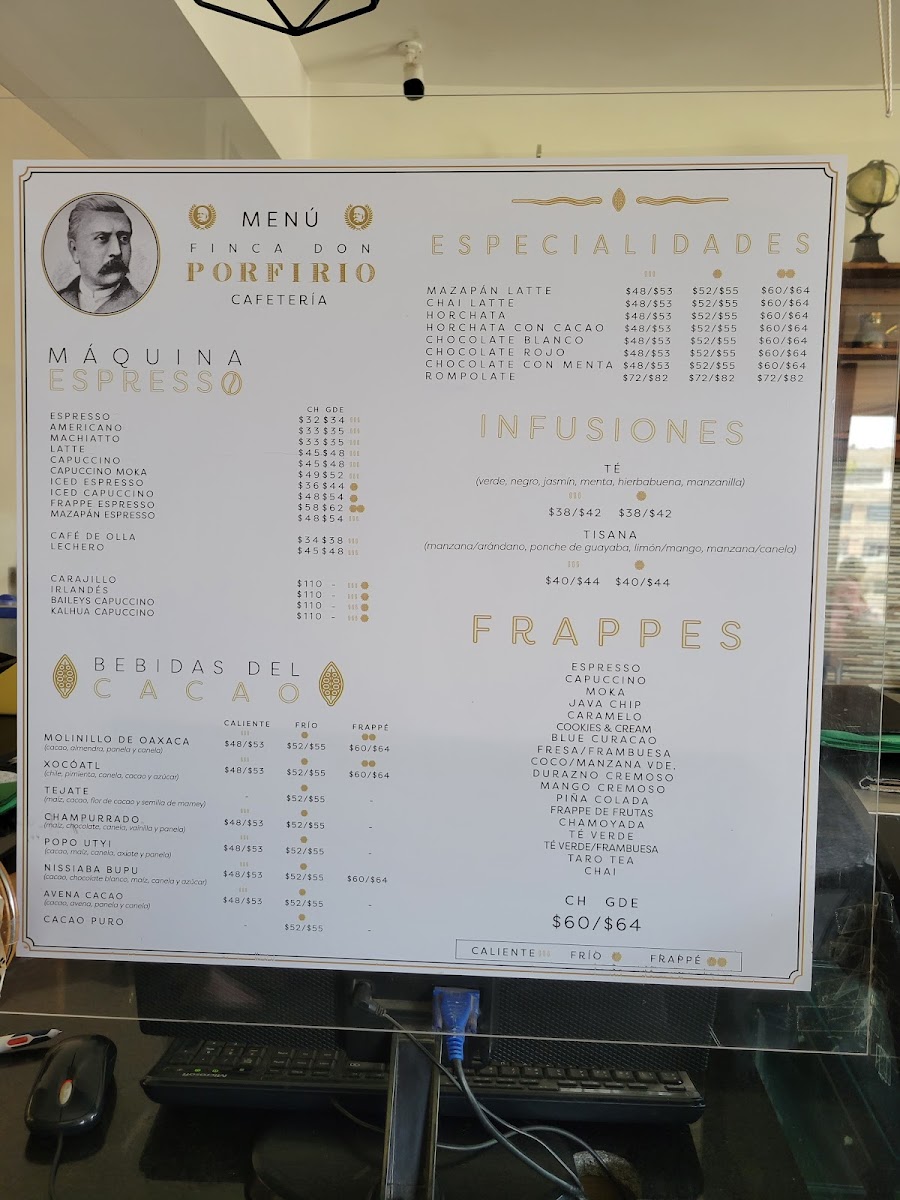 MENÚ
FINCA DON
PORFIRIO
CAFETERÍA
MÁQUINA
ESPRESSO
CH GDE
ESPRESSO $32 $34
AMERICANO $33 $35
MACHIATTO $33 $35
LATTE $45 $48
CAPUCCINO $45 $48
CAPUCCINO MOKA $49 $52
ICED ESPRESSO $36 $44
ICED CAPUCCINO $48 $54
FRAPPE ESPRESSO $58 $62
MAZAPÁN ESPRESSO $48 $54
CAFÉ DE OLLA $34 $38
LECHERO $45 $48
CARAJILLO $110 -
IRLANDÉS $110 -
BAILEYS CAPUCCINO $110 -
KALHUA CAPUCCINO $110 -
BEBIDAS DEL
CACAO
CALIENTE FRÍO FRAPPÉ
MOLINILLO DE OAXACA $48/$53 $52/$55 $60/$64
(cacao, almendra, panela y canela)
XOCÓATL $48/$53 $52/$55 $60/$64
(chile, pimienta, canela, cacao y azúcar)
TEJATE - $52/$55 -
(maíz, cacao, flor de cacao y semilla de mamey)
CHAMPURRADO. $48/$53 $52/$55 -
(maíz, chocolate, canela, vainilla y panela)
POPO UTYI $48/$53 $52/$55 -
(cacao, maíz, canela, axiote y panela)
NISSIABA BUPU $48/$53 $52/$55 $60/$64
(cacao, chocolate blanco, maíz, canela y azúcar)
AVENA CACAO $48/$53 $52/$55 -
(cacao, avena, panela y canela)
CACAO PURO - $52/$55 -
ESPECIALIDADES
MAZAPÁN LATTE $48/$53 $52/$55 $60/$64
CHAI LATTE $48/$53 $52/$55 $60/$64
HORCHATA $48/$53 $52/$55 $60/$64
HORCHATA CON CACAO $48/$53 $52/$55 $60/$64
CHOCOLATE BLANCO $48/$53 $52/$55 $60/$64
CHOCOLATE ROJO $48/$53 $52/$55 $60/$64
CHOCOLATE CON MENTA $48/$53 $52/$55 $60/$64
ROMPOLATE $72/$82 $72/$82 $72/$82
INFUSIONES
TÉ
(verde, negro, jasmín, menta, hierbabuena, manzanilla)
$38/$42 $38/$42
TISANA
(manzana/arándano, ponche de guayaba, limón/mango, manzana/canela)
$40/$44 $40/$44
FRAPPES
ESPRESSO
CAPUCCINO
MOKA
JAVA CHIP
CARAMELO
COOKIES & CREAM
BLUE CURACAO
FRESA/FRAMBUESA
COCO/MANZANA VDE.
DURAZNO CREMOSO
MANGO CREMOSO
PIÑA COLADA
FRAPPE DE FRUTAS
CHAMOYADA
TÉ VERDE
TÉ VERDE/FRAMBUESA
TARO TEA
CHAI
CH GDE
$60/$64
CALIENTE FRÍO FRAPPÉ
Microsoft